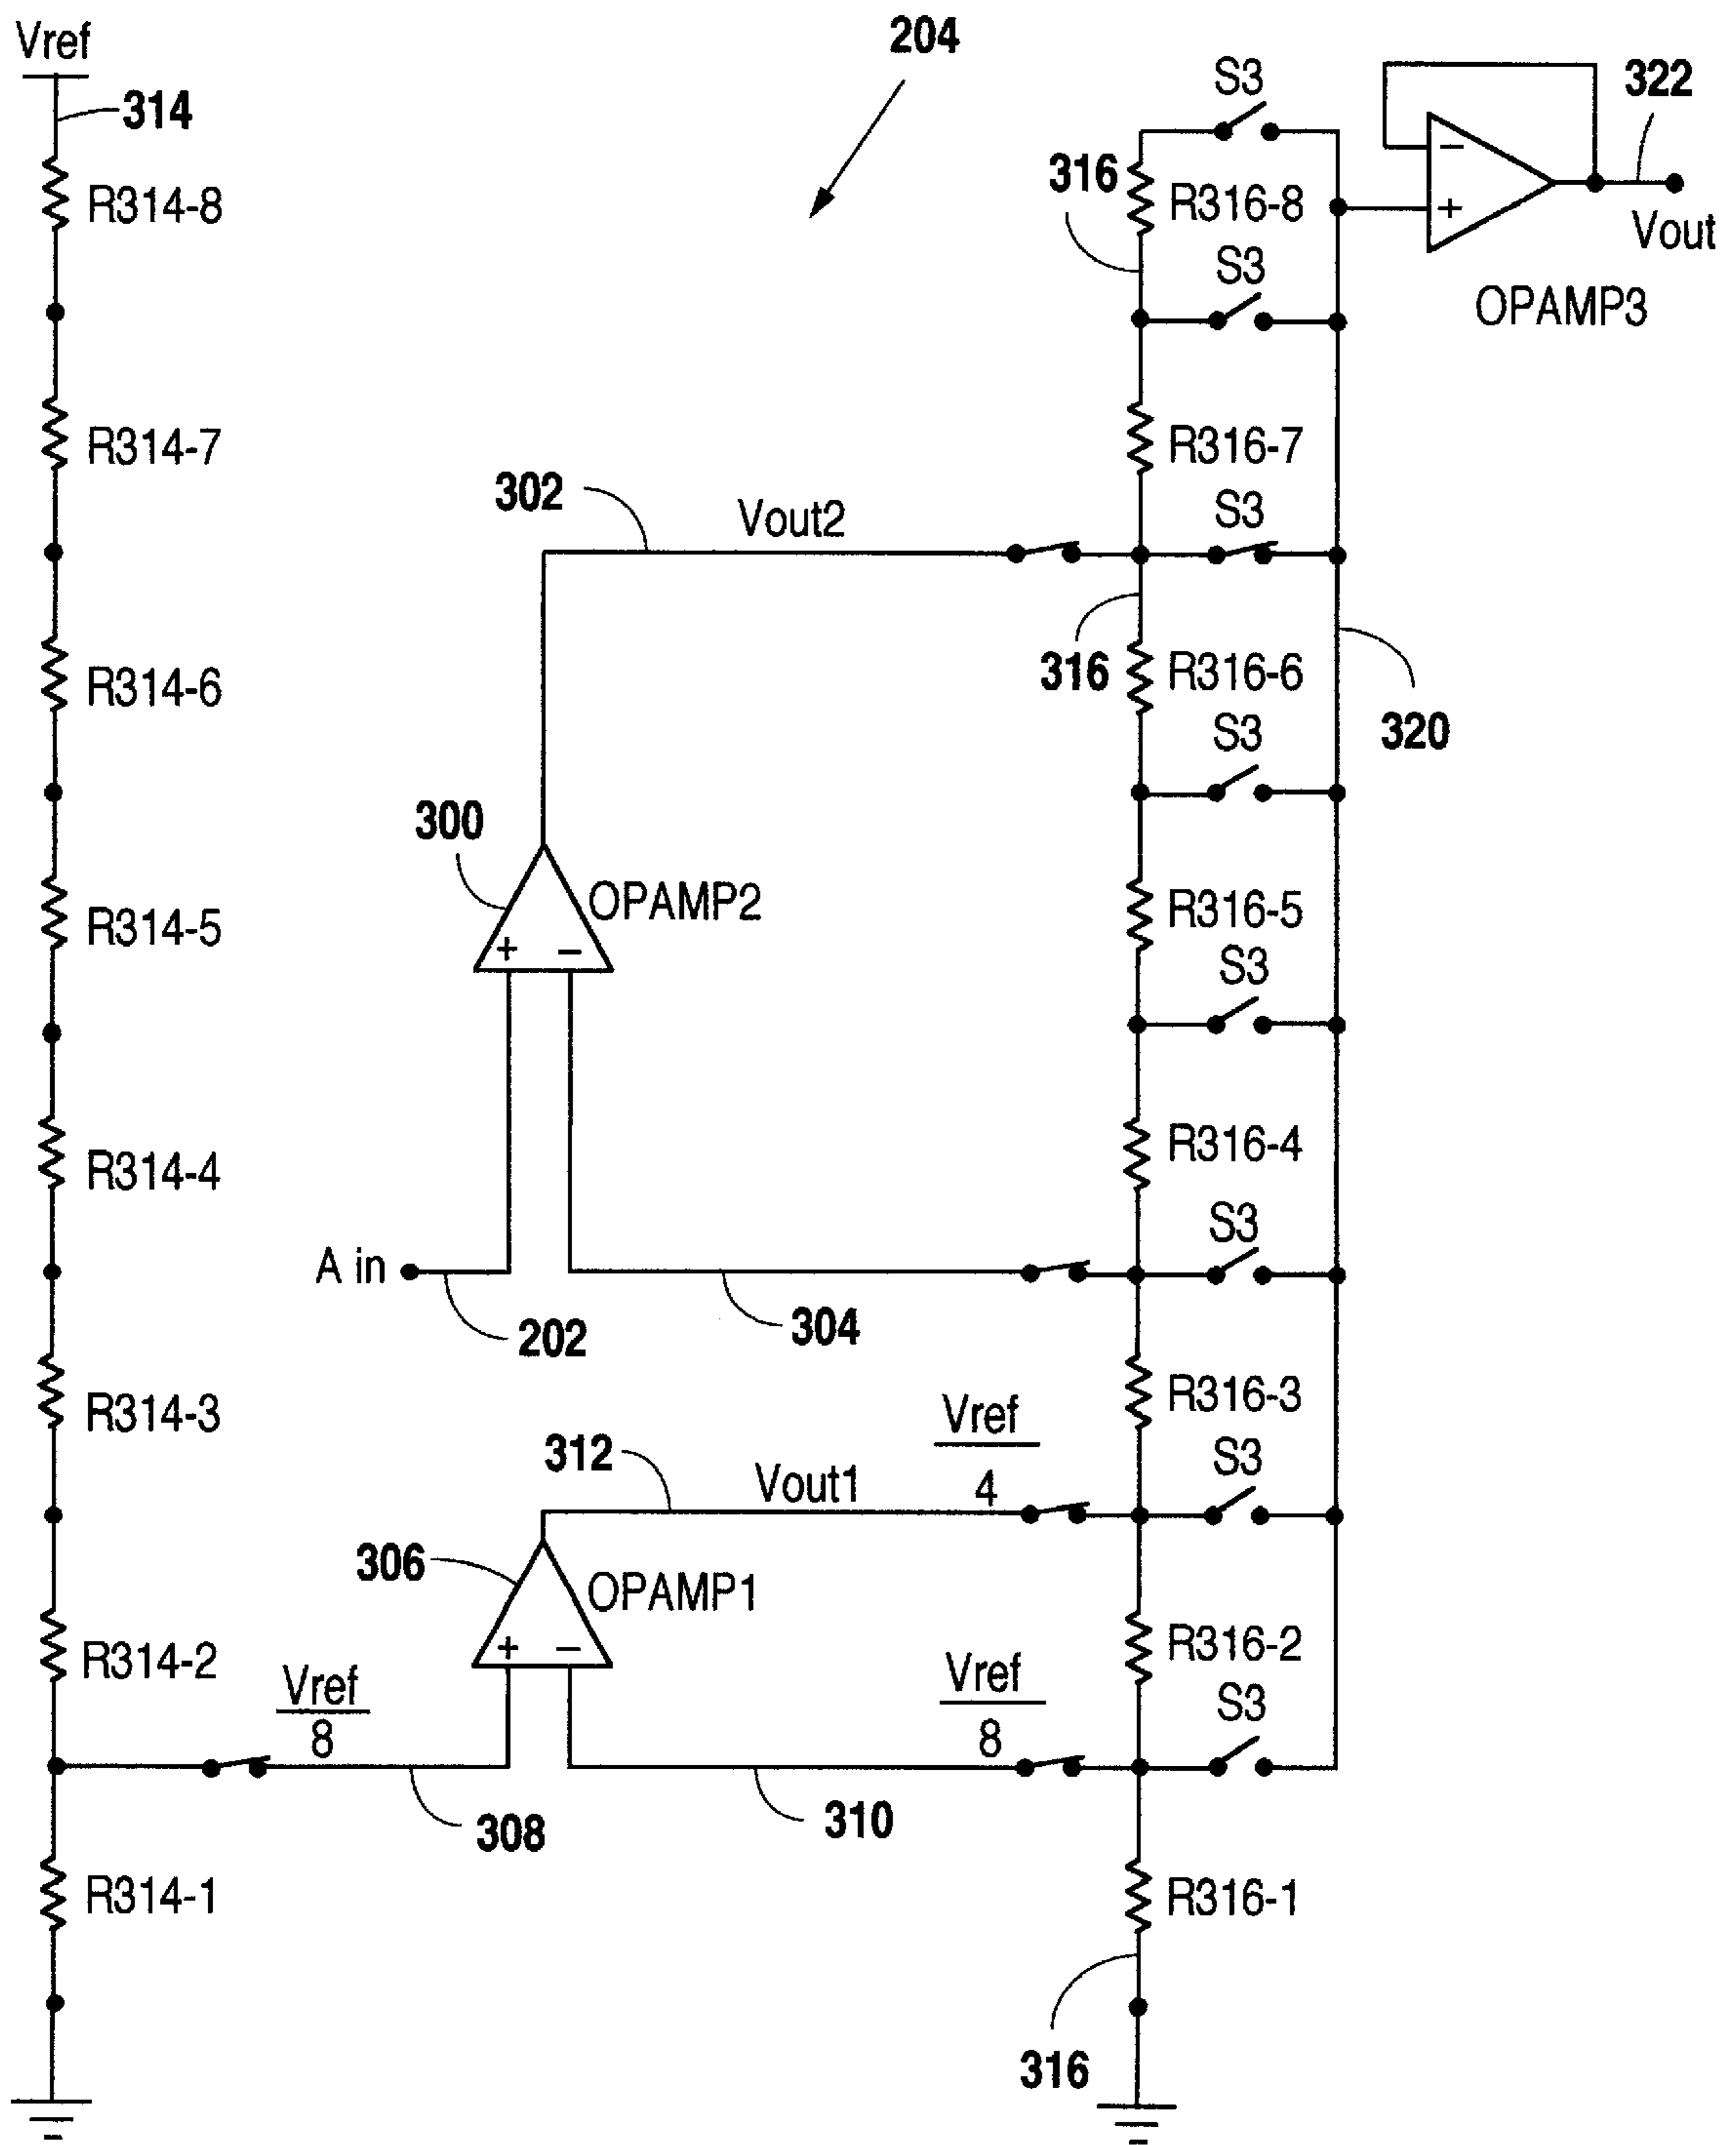 Vref
204
S3
322
314
316
R314-8
R316-8
−
+
Vout
S3
OPAMP3
R314-7
R316-7
302
Vout2
S3
R314-6
316
R316-6
S3
320
300
OPAMP2
R314-5
R316-5
+ −
S3
R314-4
R316-4
A in
S3
202
304
R314-3
R316-3
Vref
4
312
Vout1
S3
306
OPAMP1
+ −
R314-2
R316-2
Vref
8
Vref
8
S3
308
310
R314-1
R316-1
316